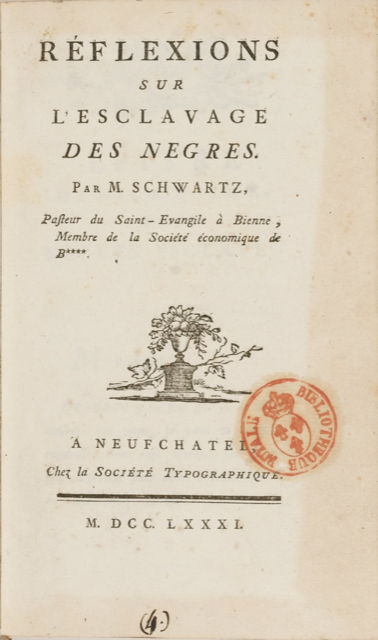 RÉFLEXIONS
SUR
L'ESCLAVAGE
DES NEGRES.
PAR M. SCHWARTZ,
Paſteur du Saint-Evangile à Bienne,
Membre de la Société économique de
B****.
A NEUFCHATEL,
Chez la SOCIÉTÉ TYPOGRAPHIQUE.
M. DCC. LXXXI.
BIBLIOTHEQUE ROYALE
(4.)